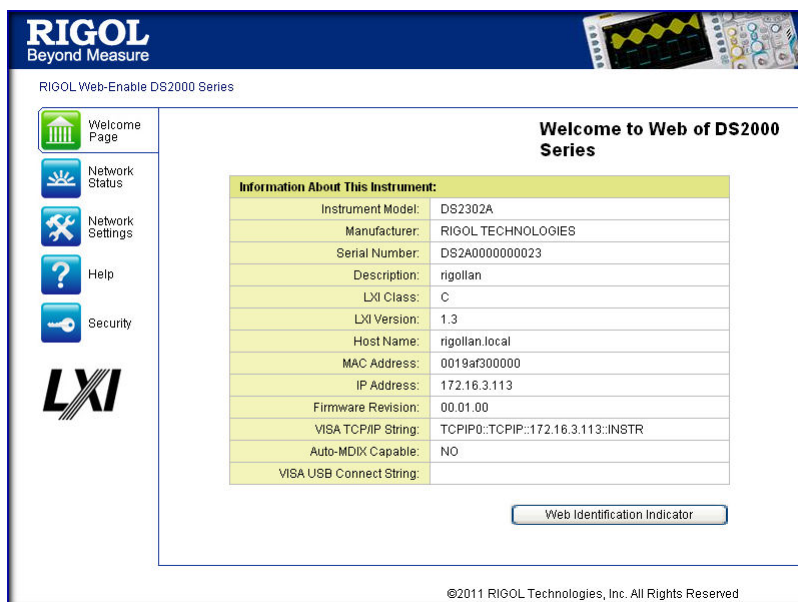 RIGOL
Beyond Measure
RIGOL Web-Enable DS2000 Series
Welcome
Page
Network
Status
Network
Settings
Help
Security
LXI
Welcome to Web of DS2000
Series
Information About This Instrument:
Instrument Model: DS2302A
Manufacturer: RIGOL TECHNOLOGIES
Serial Number: DS2A0000000023
Description: rigollan
LXI Class: C
LXI Version: 1.3
Host Name: rigollan.local
MAC Address: 0019af300000
IP Address: 172.16.3.113
Firmware Revision: 00.01.00
VISA TCP/IP String: TCPIP0::TCPIP::172.16.3.113::INSTR
Auto-MDIX Capable: NO
VISA USB Connect String:
Web Identification Indicator
©2011 RIGOL Technologies, Inc. All Rights Reserved